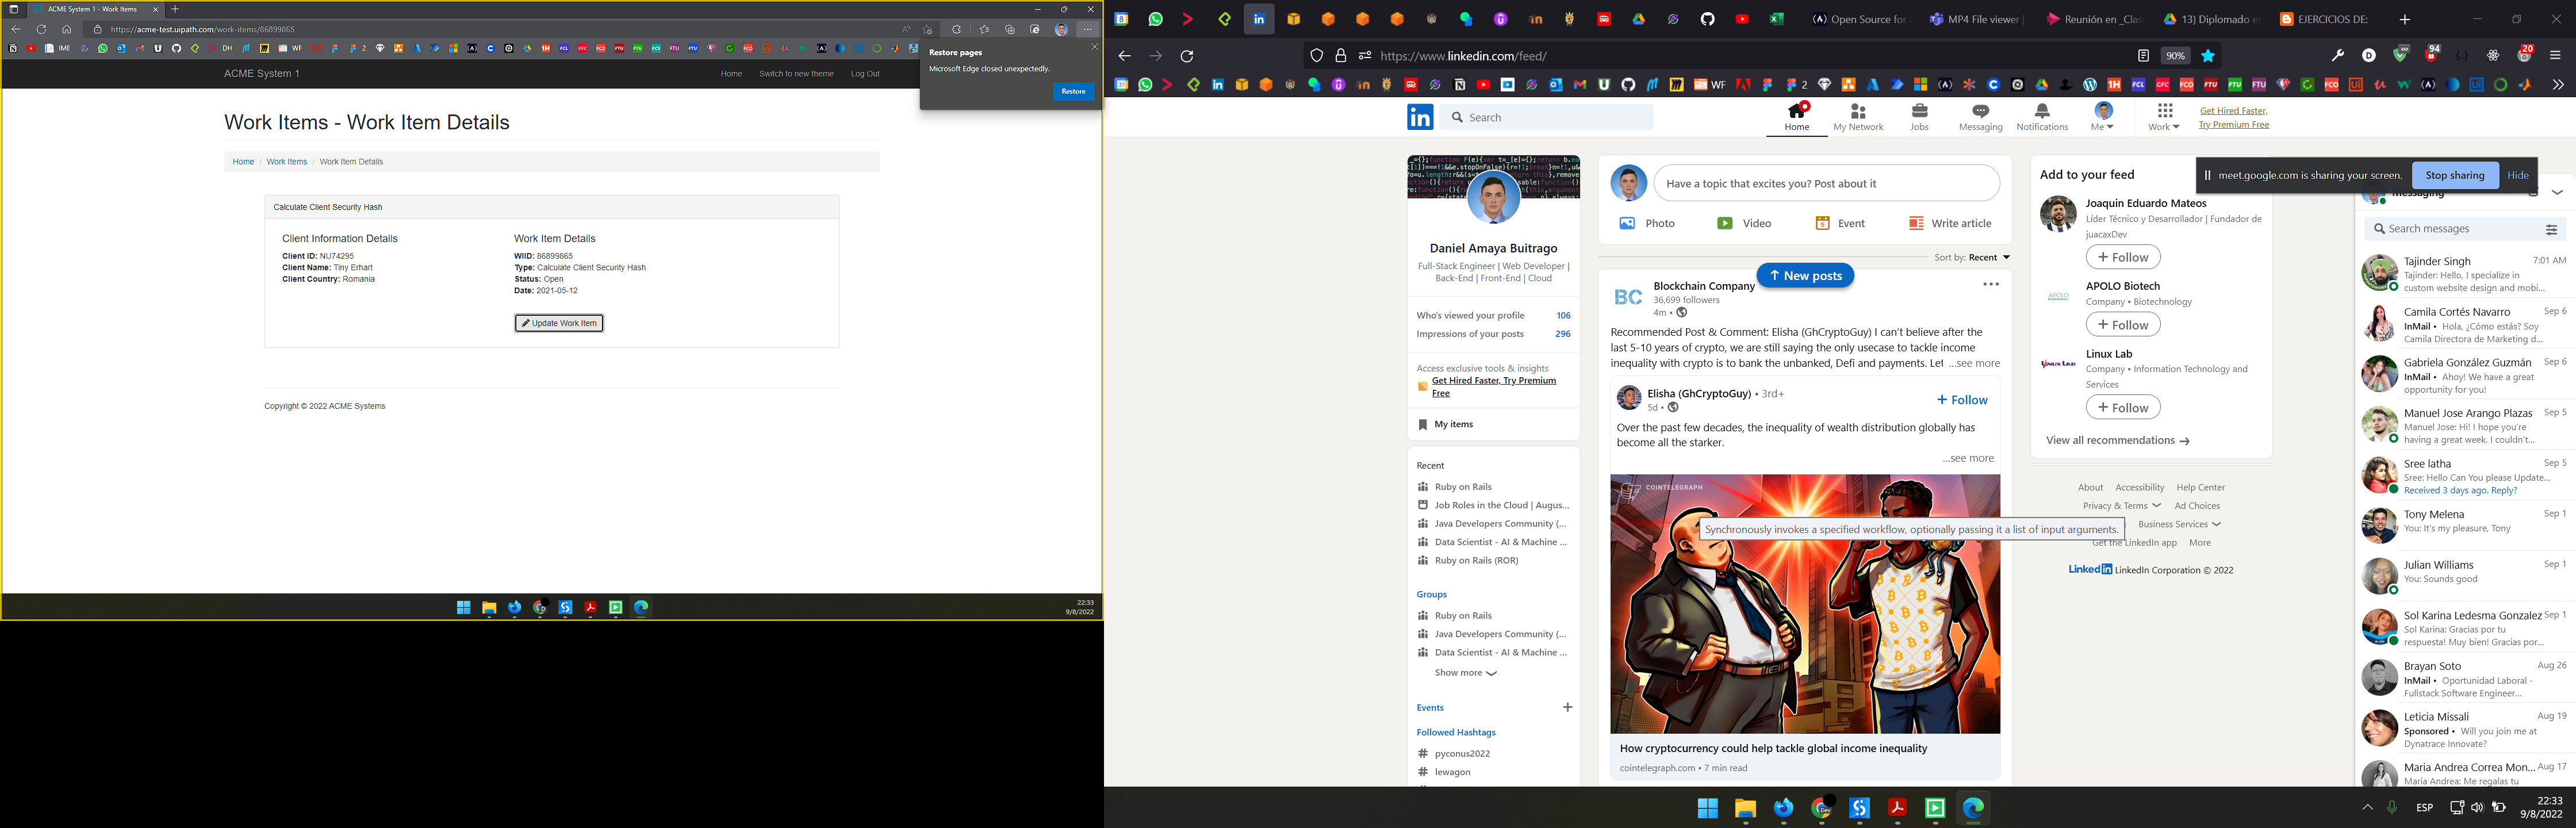 ACME System 1 - Work Items
https://acme-test.uipath.com/work-items/86899865
IME
DH
WF
2
Restore pages
Microsoft Edge closed unexpectedly.
Restore
ACME System 1
Home
Switch to new theme
Log Out
Work Items - Work Item Details
Home / Work Items / Work Item Details
Calculate Client Security Hash
Client Information Details
Client ID: NU74295
Client Name: Tiny Erhart
Client Country: Romania
Work Item Details
WIID: 86899865
Type: Calculate Client Security Hash
Status: Open
Date: 2021-05-12
Update Work Item
Copyright © 2022 ACME Systems
22:33
9/8/2022
Open Source for
MP4 File viewer
Reunión en _Clas
13) Diplomado e
EJERCICIOS DE:
https://www.linkedin.com/feed/
90%
94
20
WF
2
Search
Home
My Network
Jobs
Messaging
Notifications
Me
Work
Get Hired Faster,
Try Premium Free
Daniel Amaya Buitrago
Full-Stack Engineer | Web Developer |
Back-End | Front-End | Cloud
Who's viewed your profile 106
Impressions of your posts 296
Access exclusive tools & insights
Get Hired Faster, Try Premium
Free
My items
Recent
Ruby on Rails
Job Roles in the Cloud | Augus...
Java Developers Community (...
Data Scientist - AI & Machine ...
Ruby on Rails (ROR)
Groups
Ruby on Rails
Java Developers Community (...
Data Scientist - AI & Machine ...
Show more
Events
Followed Hashtags
# pyconus2022
# lewagon
Have a topic that excites you? Post about it
Photo
Video
Event
Write article
Sort by: Recent
↑ New posts
BC
Blockchain Company
36,699 followers
4m •
Recommended Post & Comment: Elisha (GhCryptoGuy) I can't believe after the
last 5-10 years of crypto, we are still saying the only usecase to tackle income
inequality with crypto is to bank the unbanked, Defi and payments. Let ...see more
Elisha (GhCryptoGuy) • 3rd+
5d •
+ Follow
Over the past few decades, the inequality of wealth distribution globally has
become all the starker.
...see more
COINTELEGRAPH
Synchronously invokes a specified workflow, optionally passing it a list of input arguments.
How cryptocurrency could help tackle global income inequality
cointelegraph.com • 7 min read
Add to your feed
Joaquin Eduardo Mateos
Líder Técnico y Desarrollador | Fundador de
juacaxDev
+ Follow
APOLO
APOLO Biotech
Company • Biotechnology
+ Follow
Linux Lab
Company • Information Technology and
Services
+ Follow
View all recommendations →
About
Accessibility
Help Center
Privacy & Terms
Ad Choices
Business Services
Get the LinkedIn app
More
LinkedIn LinkedIn Corporation © 2022
meet.google.com is sharing your screen.
Stop sharing
Hide
Messaging
Search messages
Tajinder Singh 7:01 AM
Tajinder: Hello, I specialize in
custom website design and mobi...
Camila Cortés Navarro Sep 6
InMail • Hola, ¿Cómo estás? Soy
Camila Directora de Marketing d...
Gabriela González Guzmán Sep 6
InMail • Ahoy! We have a great
opportunity for you!
Manuel Jose Arango Plazas Sep 5
Manuel Jose: Hi! I hope you're
having a great week. I couldn't...
Sree latha Sep 5
Sree: Hello Can You please Update...
Received 3 days ago. Reply?
Tony Melena Sep 1
You: It's my pleasure, Tony
Julian Williams Sep 1
You: Sounds good
Sol Karina Ledesma Gonzalez Sep 1
Sol Karina: Gracias por tu
respuesta! Muy bien! Gracias por...
Brayan Soto Aug 26
InMail • Oportunidad Laboral -
Fullstack Software Engineer...
Leticia Missali Aug 19
Sponsored • Will you join me at
Dynatrace Innovate?
Maria Andrea Correa Mon... Aug 17
Maria Andrea: Me regalas tu
ESP
22:33
9/8/2022